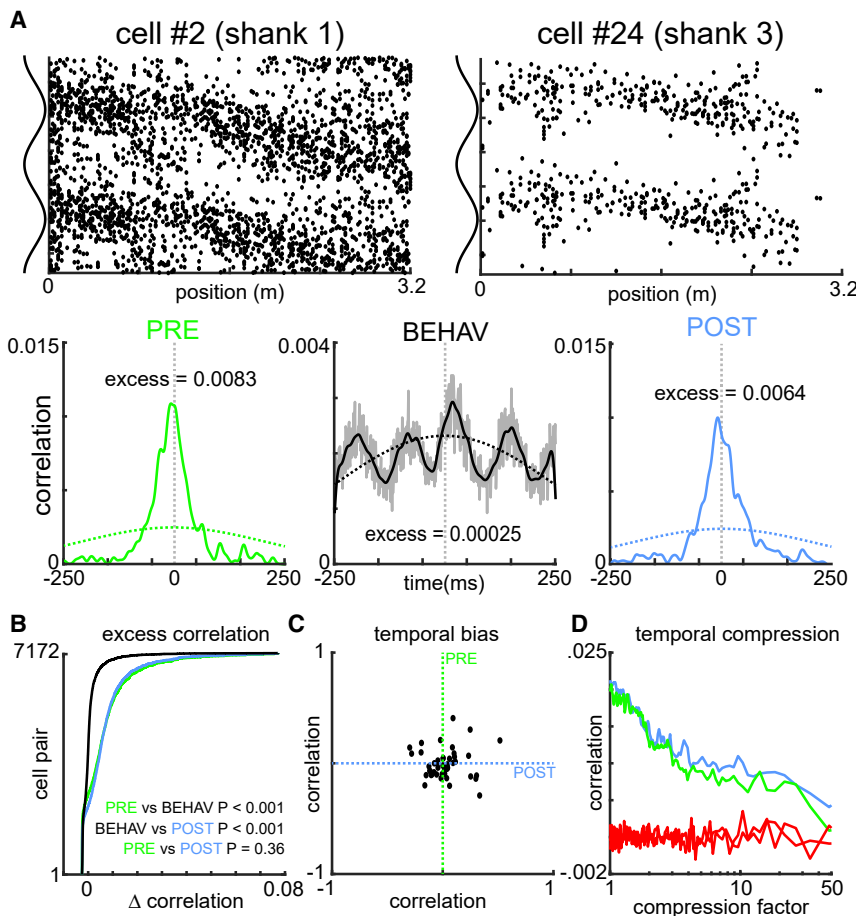 A
cell #2 (shank 1)
cell #24 (shank 3)
0
position (m)
3.2
0
position (m)
3.2
PRE
BEHAV
POST
0.015
0.004
0.015
excess = 0.0083
excess = 0.00025
excess = 0.0064
correlation
0
0
0
-250
0
250
-250
time(ms)
250
-250
0
250
B
excess correlation
7172
cell pair
1
PRE vs BEHAV P < 0.001
BEHAV vs POST P < 0.001
PRE vs POST P = 0.36
0
0.08
Δ correlation
C
temporal bias
1
PRE
correlation
POST
-1
-1
1
correlation
D
temporal compression
.025
correlation
-.002
1
10
50
compression factor